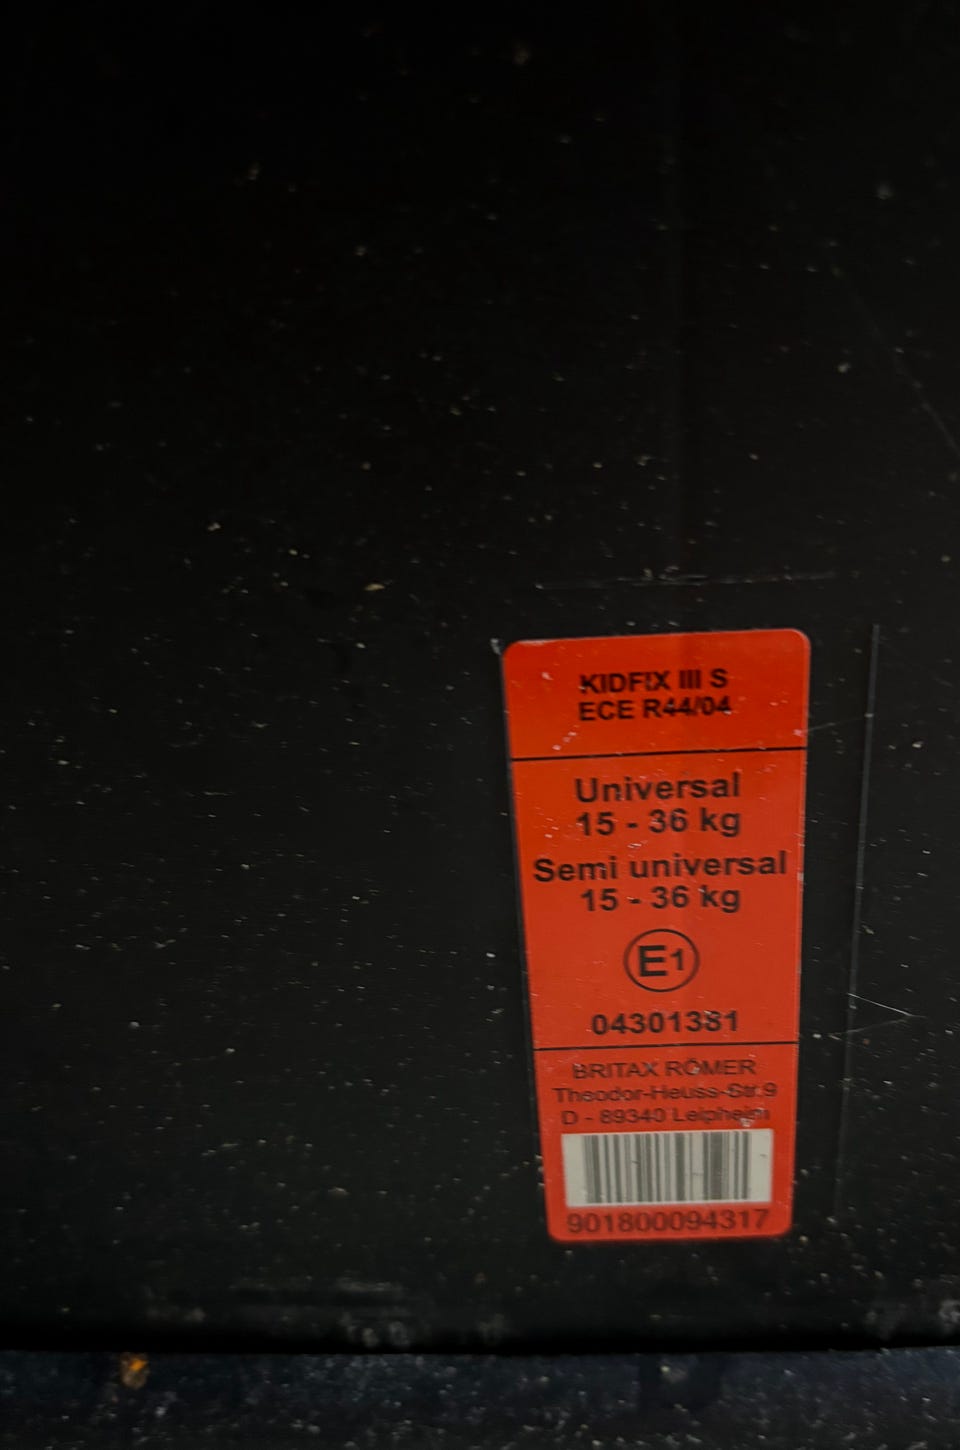 KIDFIX III S
ECE R44/04
Universal
15 - 36 kg
Semi universal
15 - 36 kg
E1
04301381
BRITAX RÖMER
Theodor-Heuss-Str.9
D - 89340 Leipheim
901800094317